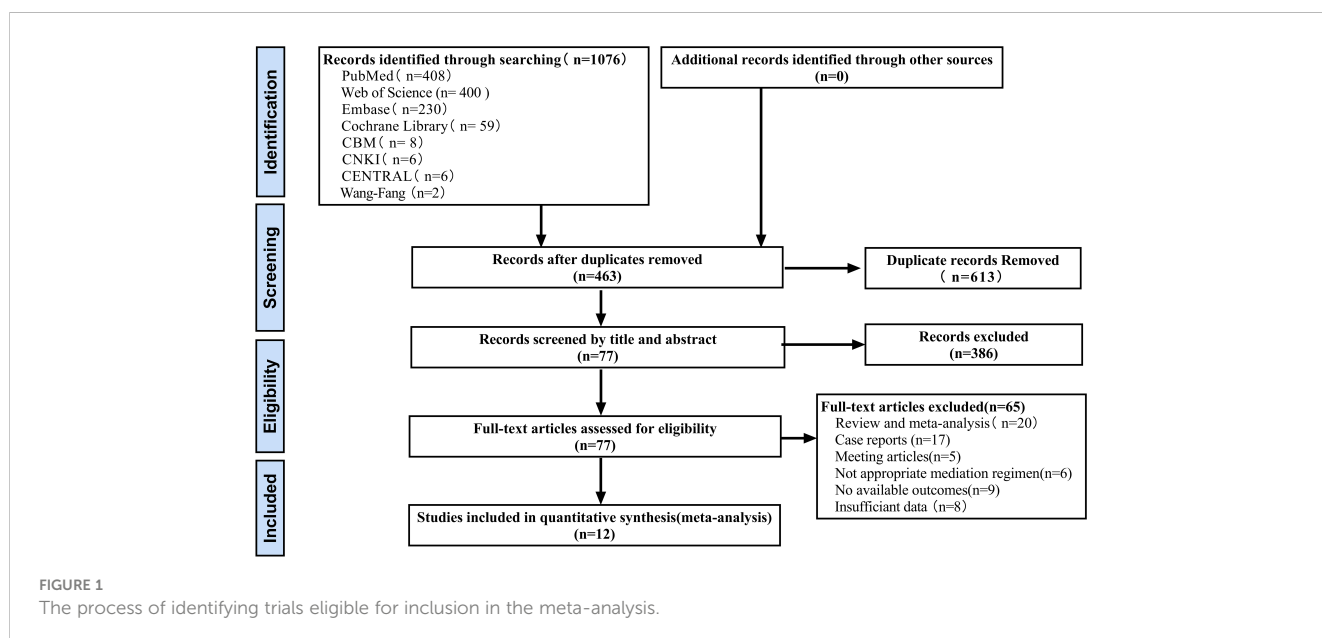 Identification
Records identified through searching( n=1076)
PubMed( n=408)
Web of Science (n= 400 )
Embase( n=230)
Cochrane Library( n= 59)
CBM( n= 8)
CNKI( n=6)
CENTRAL( n=6)
Wang-Fang (n=2)
Additional records identified through other sources
(n=0)
Screening
Records after duplicates removed
(n=463)
Duplicate records Removed
( n=613)
Records screened by title and abstract
(n=77)
Records excluded
(n=386)
Eligibility
Full-text articles assessed for eligibility
(n=77)
Full-text articles excluded(n=65)
Review and meta-analysis( n=20)
Case reports (n=17)
Meeting articles(n=5)
Not appropriate mediation regimen(n=6)
No available outcomes(n=9)
Insufficiant data (n=8)
Included
Studies included in quantitative synthesis(meta-analysis)
(n=12)
FIGURE 1
The process of identifying trials eligible for inclusion in the meta-analysis.